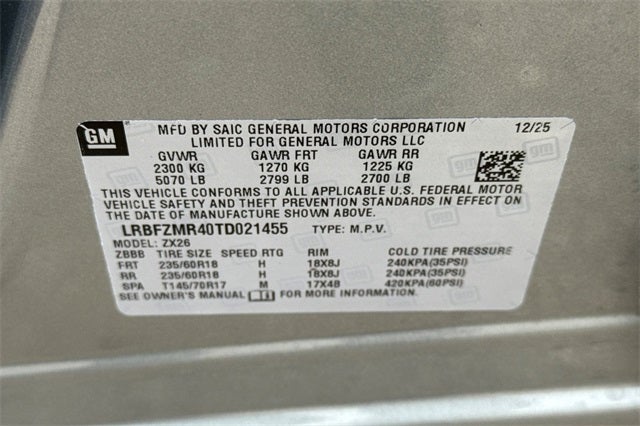 GM
MFD BY SAIC GENERAL MOTORS CORPORATION 12/25
LIMITED FOR GENERAL MOTORS LLC
GVWR GAWR FRT GAWR RR
2300 KG 1270 KG 1225 KG
5070 LB 2799 LB 2700 LB
THIS VEHICLE CONFORMS TO ALL APPLICABLE U.S. FEDERAL MOTOR
VEHICLE SAFETY AND THEFT PREVENTION STANDARDS IN EFFECT ON
THE DATE OF MANUFACTURE SHOWN ABOVE.
LRBFZMR40TD021455 TYPE: M.P.V.
MODEL: ZX26
ZBBB TIRE SIZE SPEED RTG RIM COLD TIRE PRESSURE
FRT 235/60R18 H 18X8J 240KPA(35PSI)
RR 235/60R18 H 18X8J 240KPA(35PSI)
SPA T145/70R17 M 17X4B 420KPA(60PSI)
SEE OWNER'S MANUAL FOR MORE INFORMATION.